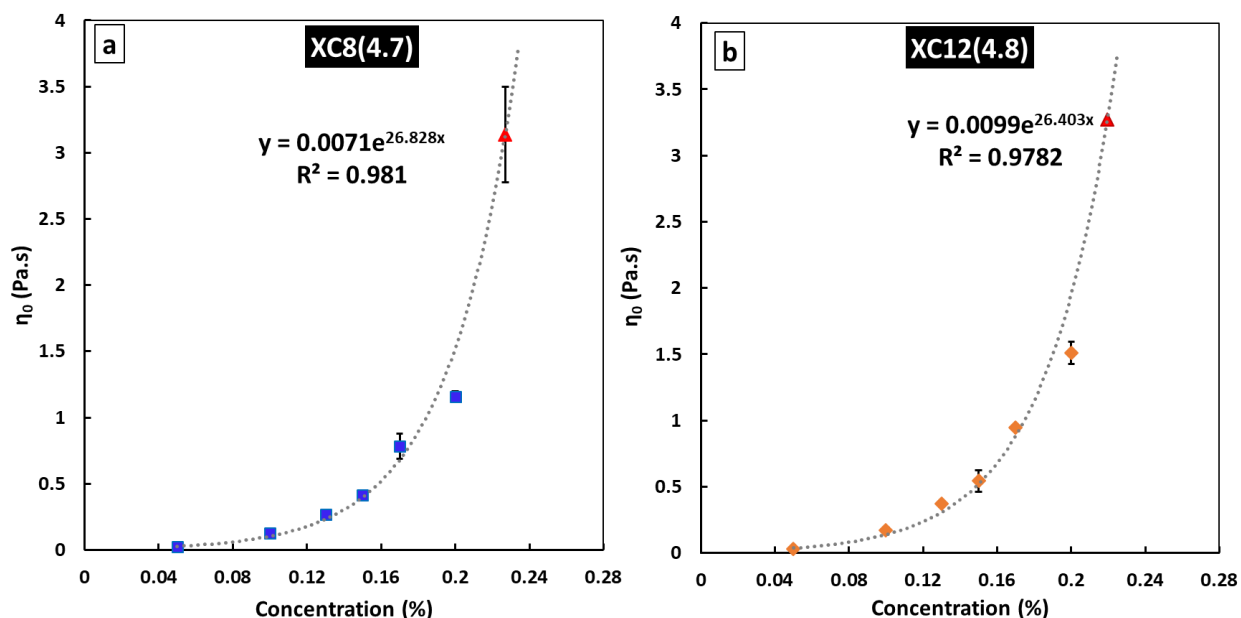 a
XC8(4.7)
y = 0.0071e^26.828x
R² = 0.981
4
3.5
3
2.5
2
1.5
1
0.5
0
η₀ (Pa.s)
0
0.04
0.08
0.12
0.16
0.2
0.24
0.28
Concentration (%)
b
XC12(4.8)
y = 0.0099e^26.403x
R² = 0.9782
4
3.5
3
2.5
2
1.5
1
0.5
0
η₀ (Pa.s)
0
0.04
0.08
0.12
0.16
0.2
0.24
0.28
Concentration (%)